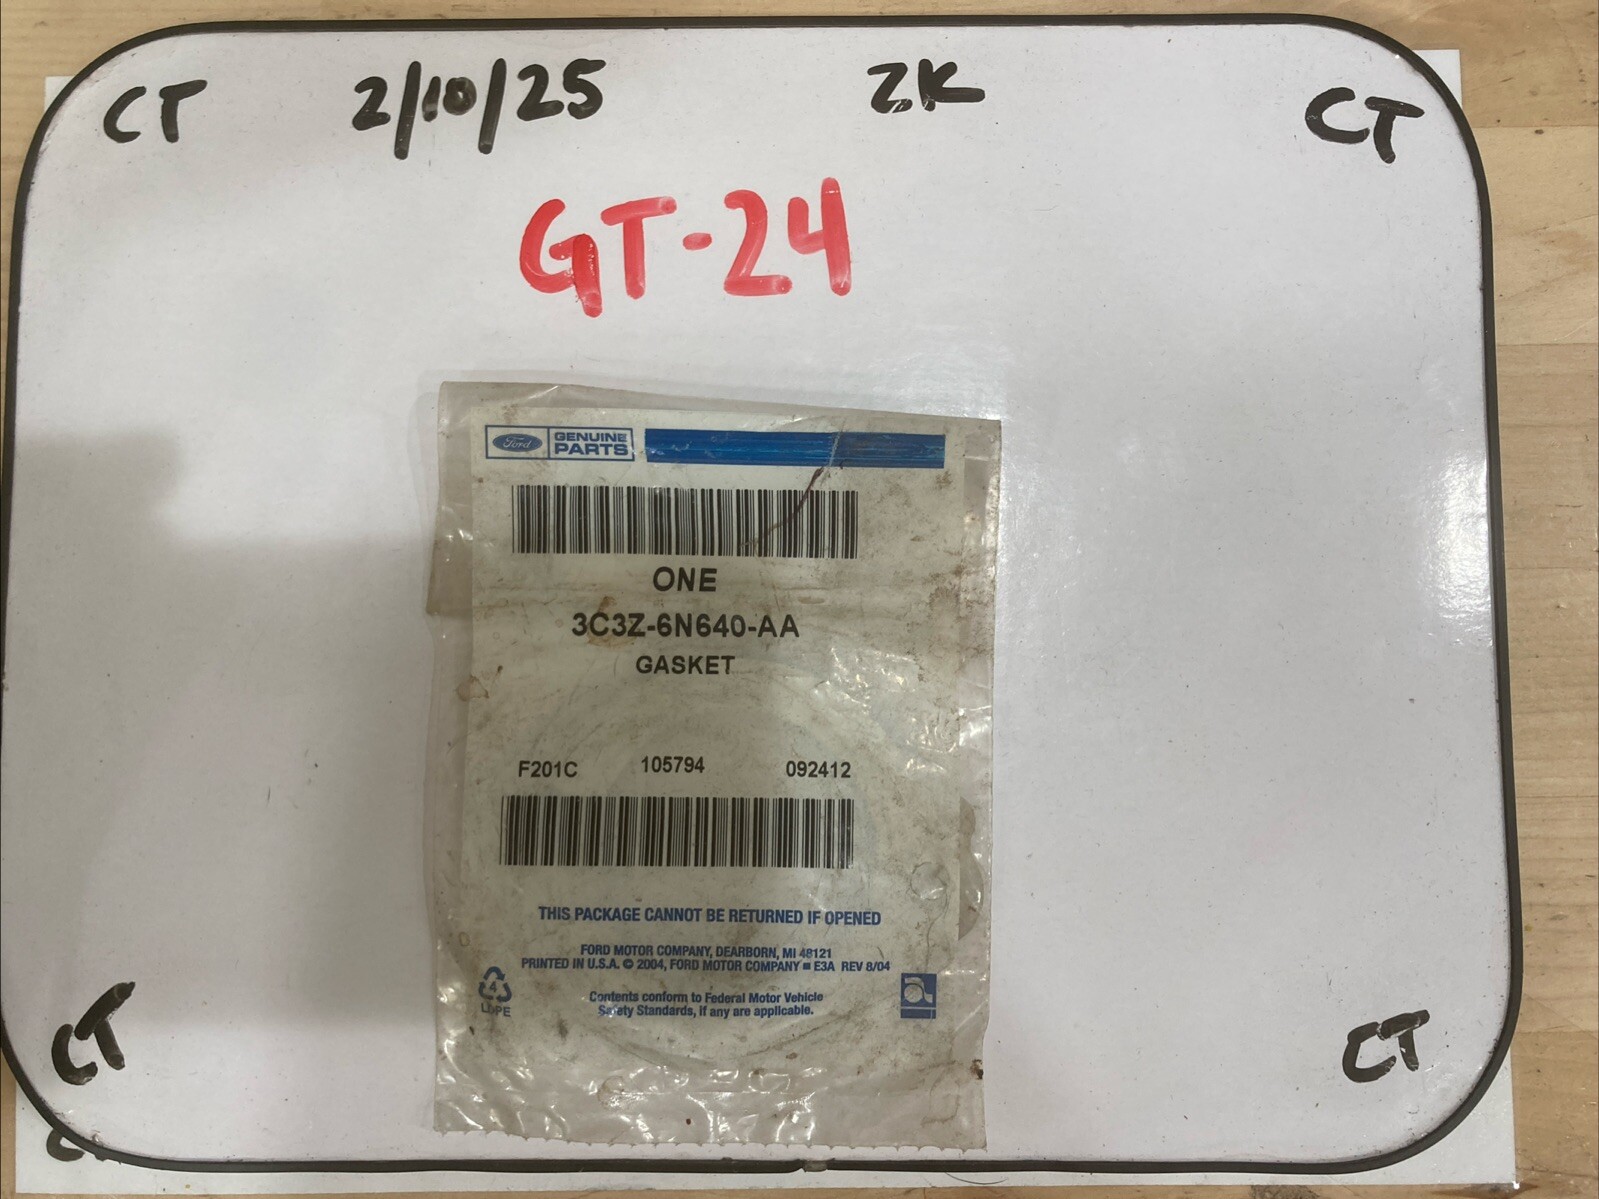 CT 2/10/25 ZK CT
GT-24
Ford GENUINE PARTS
ONE
3C3Z-6N640-AA
GASKET
F201C 105794 092412
THIS PACKAGE CANNOT BE RETURNED IF OPENED
FORD MOTOR COMPANY, DEARBORN, MI 48121
PRINTED IN U.S.A. © 2004, FORD MOTOR COMPANY ■ E3A REV 8/04
4
LDPE
Contents conform to Federal Motor Vehicle
Safety Standards, if any are applicable.
CT CT